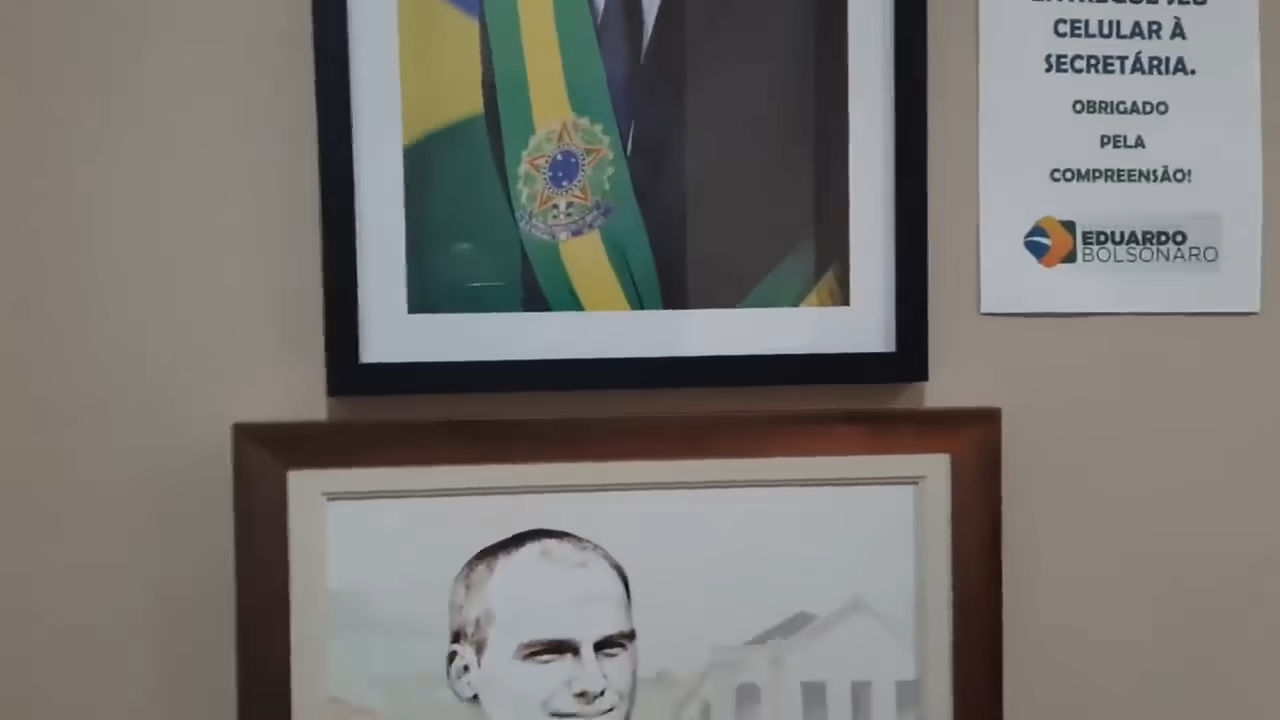 CELULAR À
SECRETÁRIA.
OBRIGADO
PELA
COMPREENSÃO!
EDUARDO
BOLSONARO